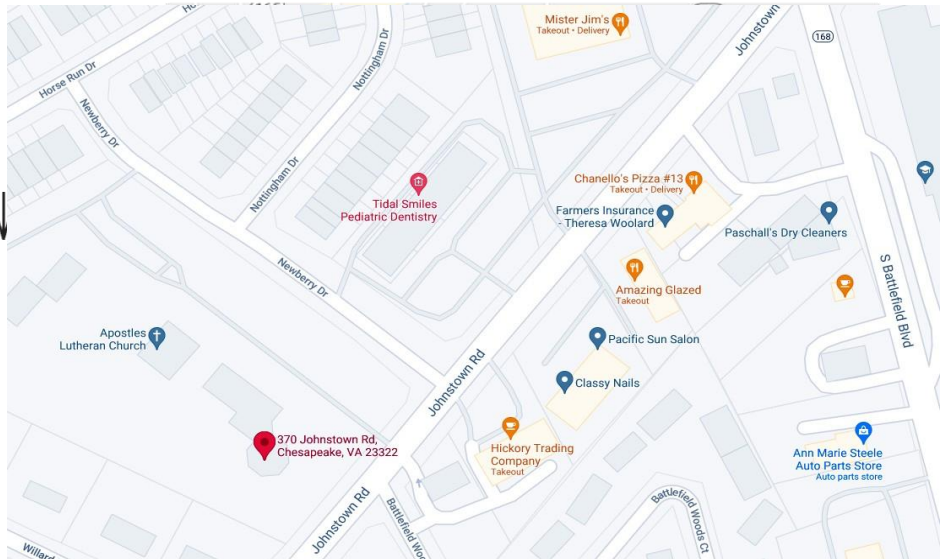 Mister Jim's
Takeout • Delivery
Johnstown
168
Horse Run Dr
Newberry Dr
Nottingham Dr
Nottingham Dr
Tidal Smiles
Pediatric Dentistry
Chanello's Pizza #13
Takeout • Delivery
Farmers Insurance
- Theresa Woolard
Paschall's Dry Cleaners
Newberry Dr
Amazing Glazed
Takeout
S Battlefield Blvd
Apostles
Lutheran Church
Pacific Sun Salon
Classy Nails
Johnstown Rd
370 Johnstown Rd,
Chesapeake, VA 23322
Hickory Trading
Company
Takeout
Ann Marie Steele
Auto Parts Store
Auto parts store
Johnstown Rd
Battlefield Woo
Battlefield Woods Ct
Willard